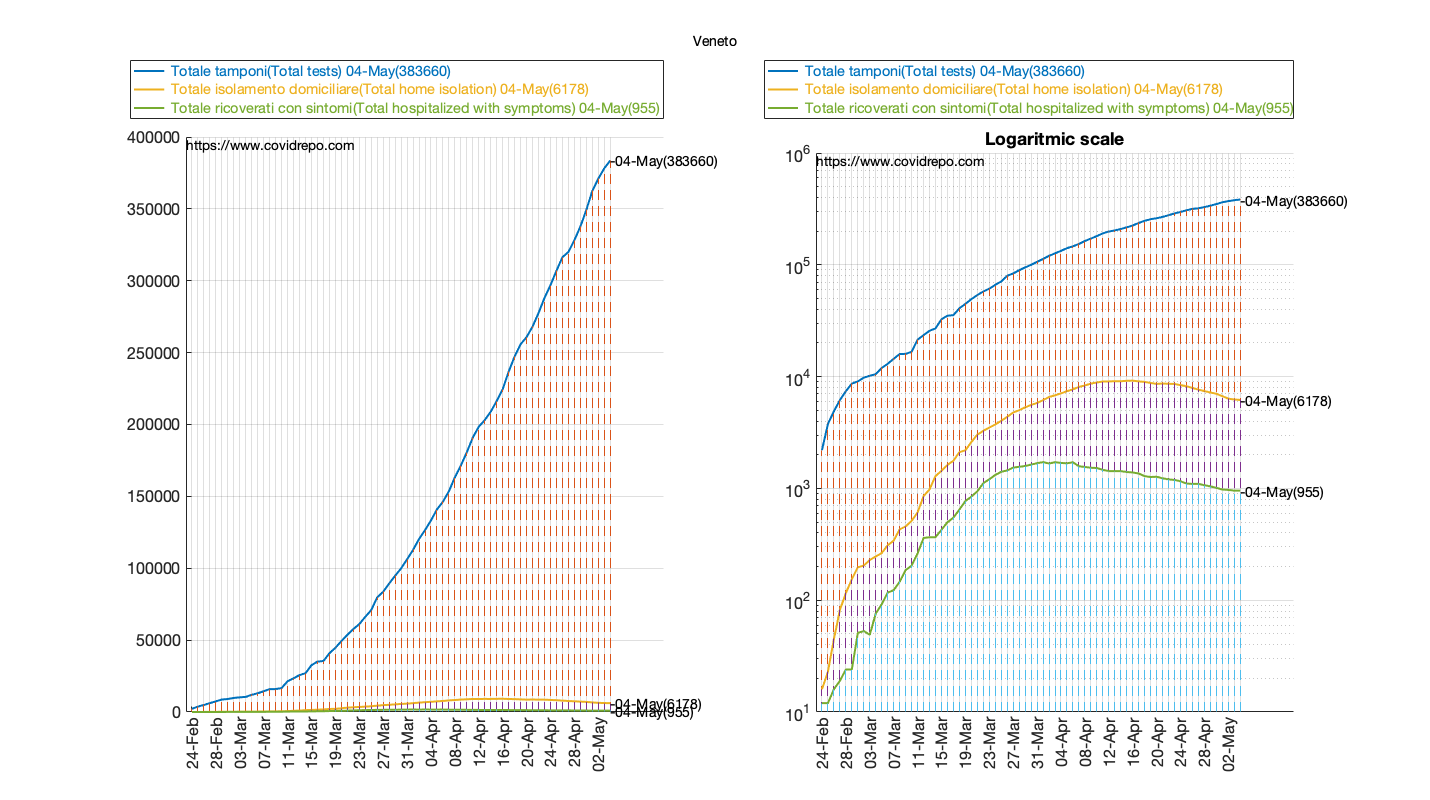 Veneto
Totale tamponi(Total tests) 04-May(383660)
Totale isolamento domiciliare(Total home isolation) 04-May(6178)
Totale ricoverati con sintomi(Total hospitalized with symptoms) 04-May(955)
400000
350000
300000
250000
200000
150000
100000
50000
0
https://www.covidrepo.com
04-May(383660)
04-May(6178)
04-May(955)
24-Feb
28-Feb
03-Mar
07-Mar
11-Mar
15-Mar
19-Mar
23-Mar
27-Mar
31-Mar
04-Apr
08-Apr
12-Apr
16-Apr
20-Apr
24-Apr
28-Apr
02-May
Totale tamponi(Total tests) 04-May(383660)
Totale isolamento domiciliare(Total home isolation) 04-May(6178)
Totale ricoverati con sintomi(Total hospitalized with symptoms) 04-May(955)
Logaritmic scale
10^6
10^5
10^4
10^3
10^2
10^1
https://www.covidrepo.com
04-May(383660)
04-May(6178)
04-May(955)
24-Feb
28-Feb
03-Mar
07-Mar
11-Mar
15-Mar
19-Mar
23-Mar
27-Mar
31-Mar
04-Apr
08-Apr
12-Apr
16-Apr
20-Apr
24-Apr
28-Apr
02-May